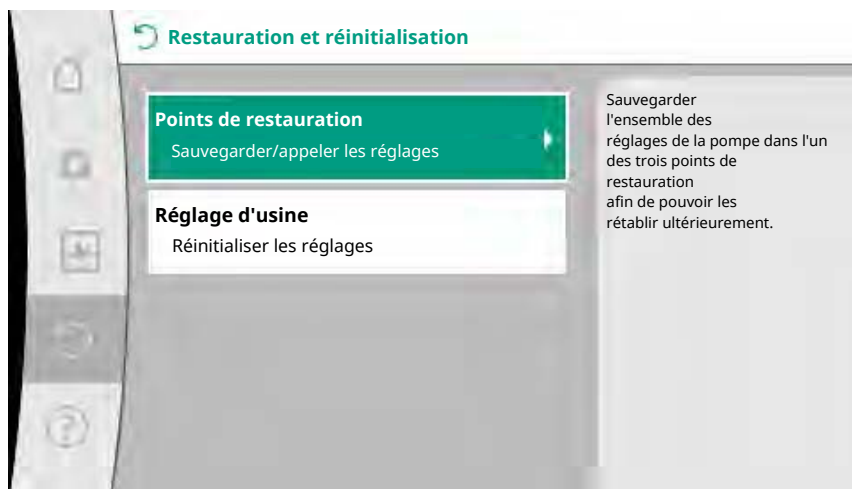 Restauration et réinitialisation
Points de restauration
Sauvegarder/appeler les réglages
Réglage d'usine
Réinitialiser les réglages
Sauvegarder
l'ensemble des
réglages de la pompe dans l'un
des trois points de
restauration
afin de pouvoir les
rétablir ultérieurement.